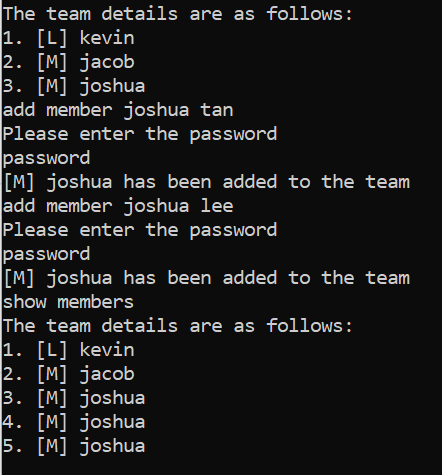 The team details are as follows:
1. [L] kevin
2. [M] jacob
3. [M] joshua
add member joshua tan
Please enter the password
password
[M] joshua has been added to the team
add member joshua lee
Please enter the password
password
[M] joshua has been added to the team
show members
The team details are as follows:
1. [L] kevin
2. [M] jacob
3. [M] joshua
4. [M] joshua
5. [M] joshua